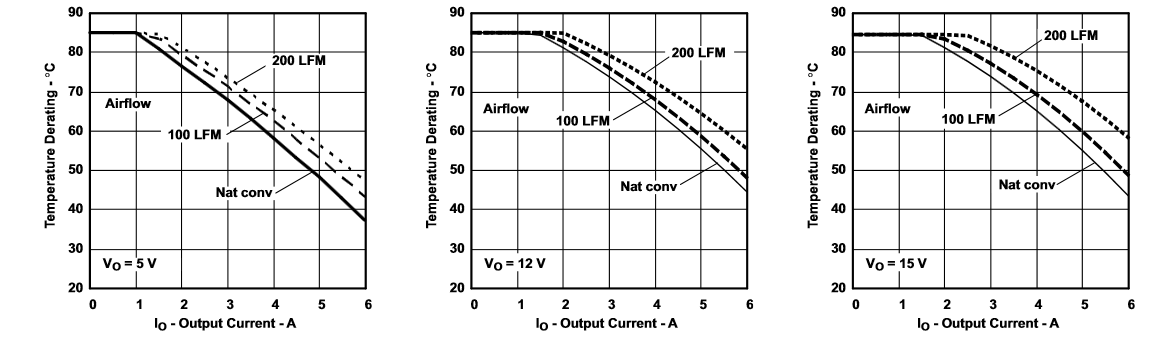 Temperature Derating - °C
90
80
70
60
50
40
30
20
200 LFM
Airflow
100 LFM
Nat conv
VO = 5 V
0 1 2 3 4 5 6
IO - Output Current - A
Temperature Derating - °C
90
80
70
60
50
40
30
20
200 LFM
Airflow
100 LFM
Nat conv
VO = 12 V
0 1 2 3 4 5 6
IO - Output Current - A
Temperature Derating - °C
90
80
70
60
50
40
30
20
200 LFM
Airflow
100 LFM
Nat conv
VO = 15 V
0 1 2 3 4 5 6
IO - Output Current - A